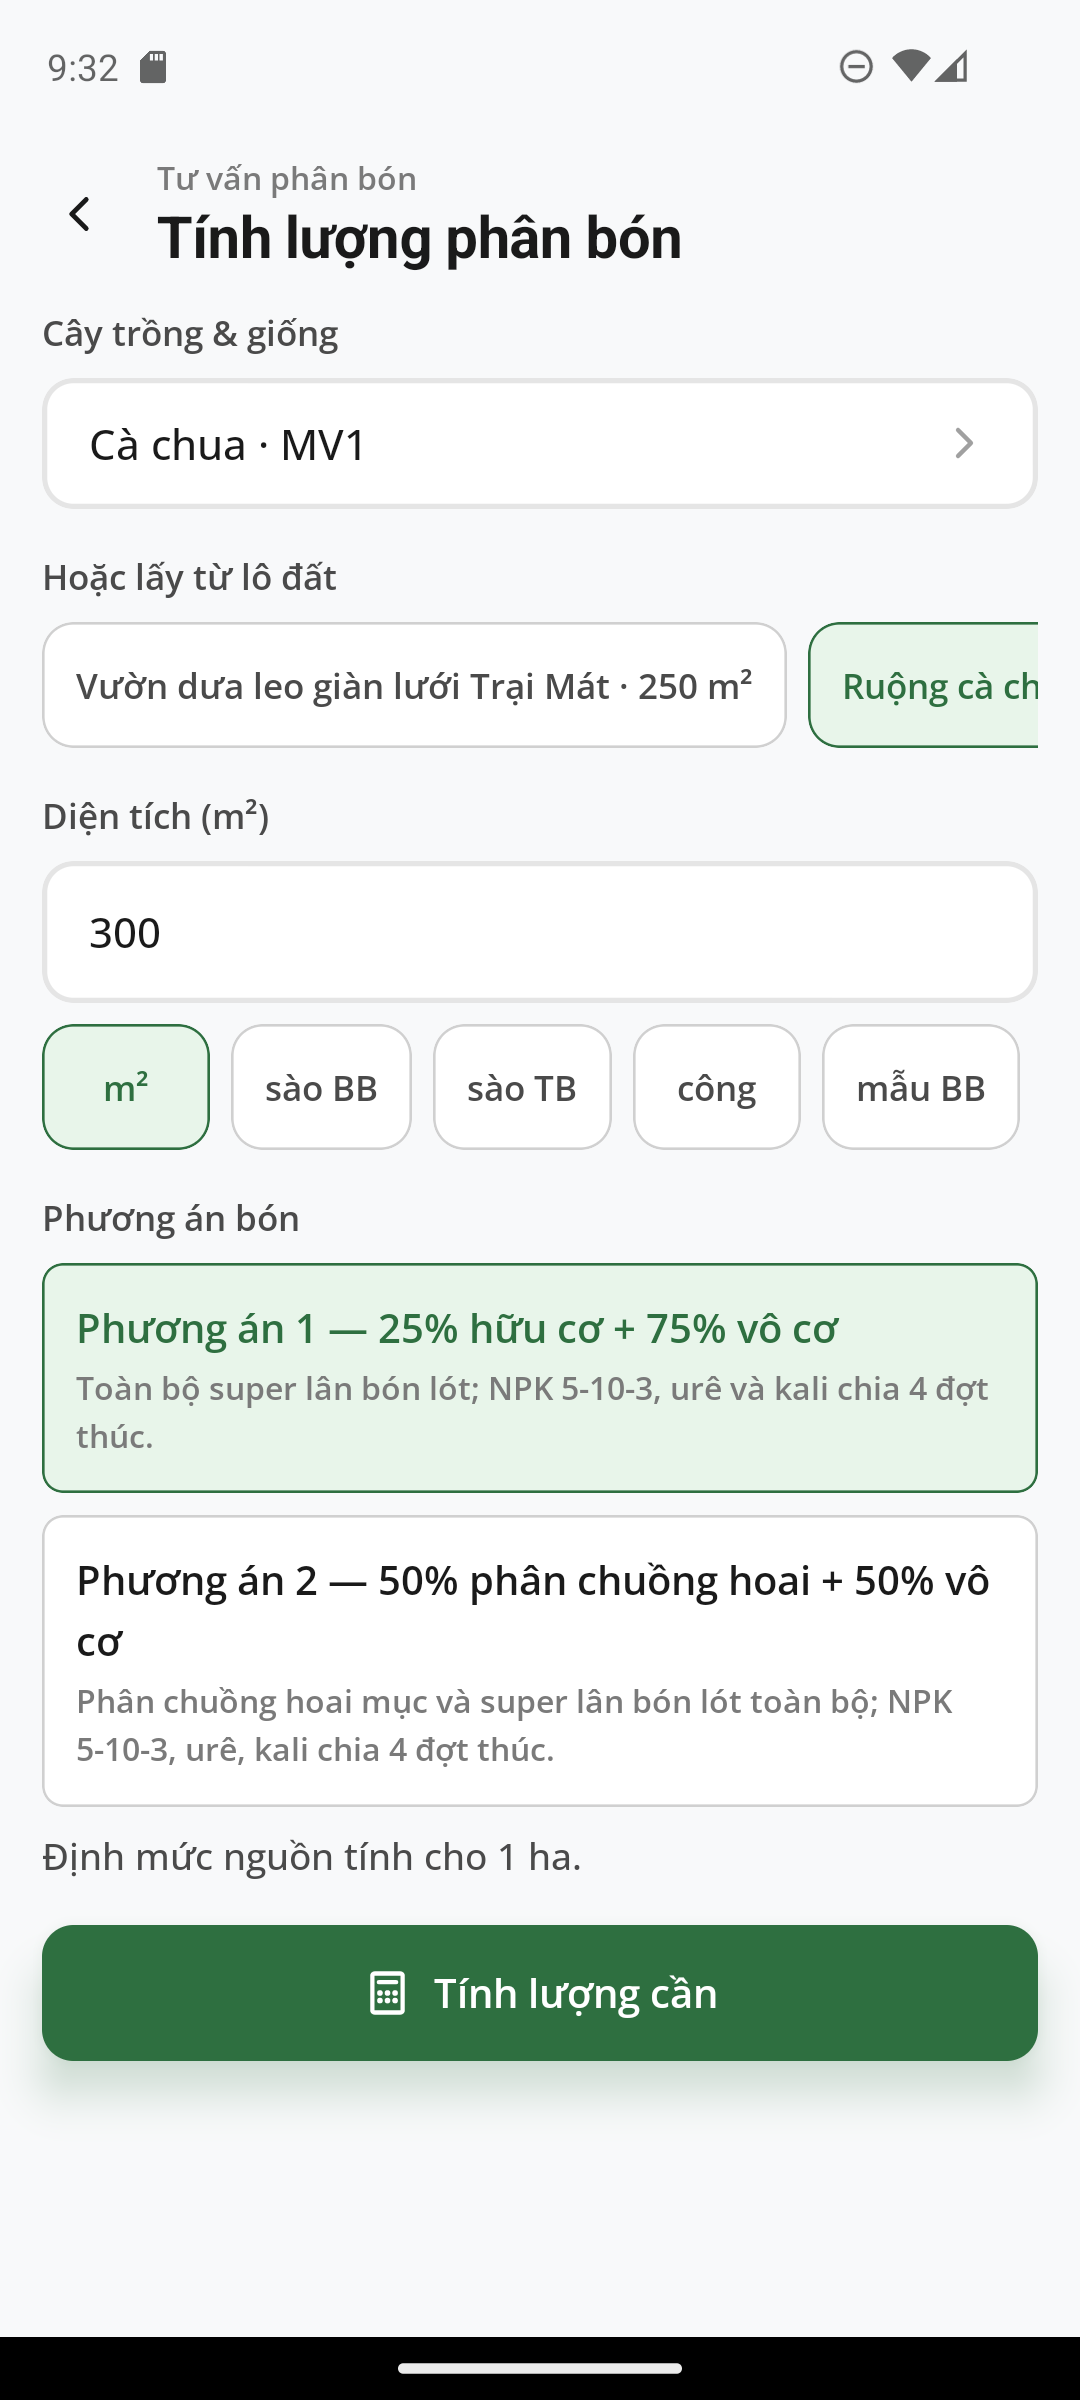 9:32
Tư vấn phân bón
Tính lượng phân bón
Cây trồng & giống
Cà chua · MV1
Hoặc lấy từ lô đất
Vườn dưa leo giàn lưới Trại Mát · 250 m²
Ruộng cà ch
Diện tích (m²)
300
m²
sào BB
sào TB
công
mẫu BB
Phương án bón
Phương án 1 — 25% hữu cơ + 75% vô cơ
Toàn bộ super lân bón lót; NPK 5-10-3, urê và kali chia 4 đợt
thúc.
Phương án 2 — 50% phân chuồng hoai + 50% vô
cơ
Phân chuồng hoai mục và super lân bón lót toàn bộ; NPK
5-10-3, urê, kali chia 4 đợt thúc.
Định mức nguồn tính cho 1 ha.
Tính lượng cần